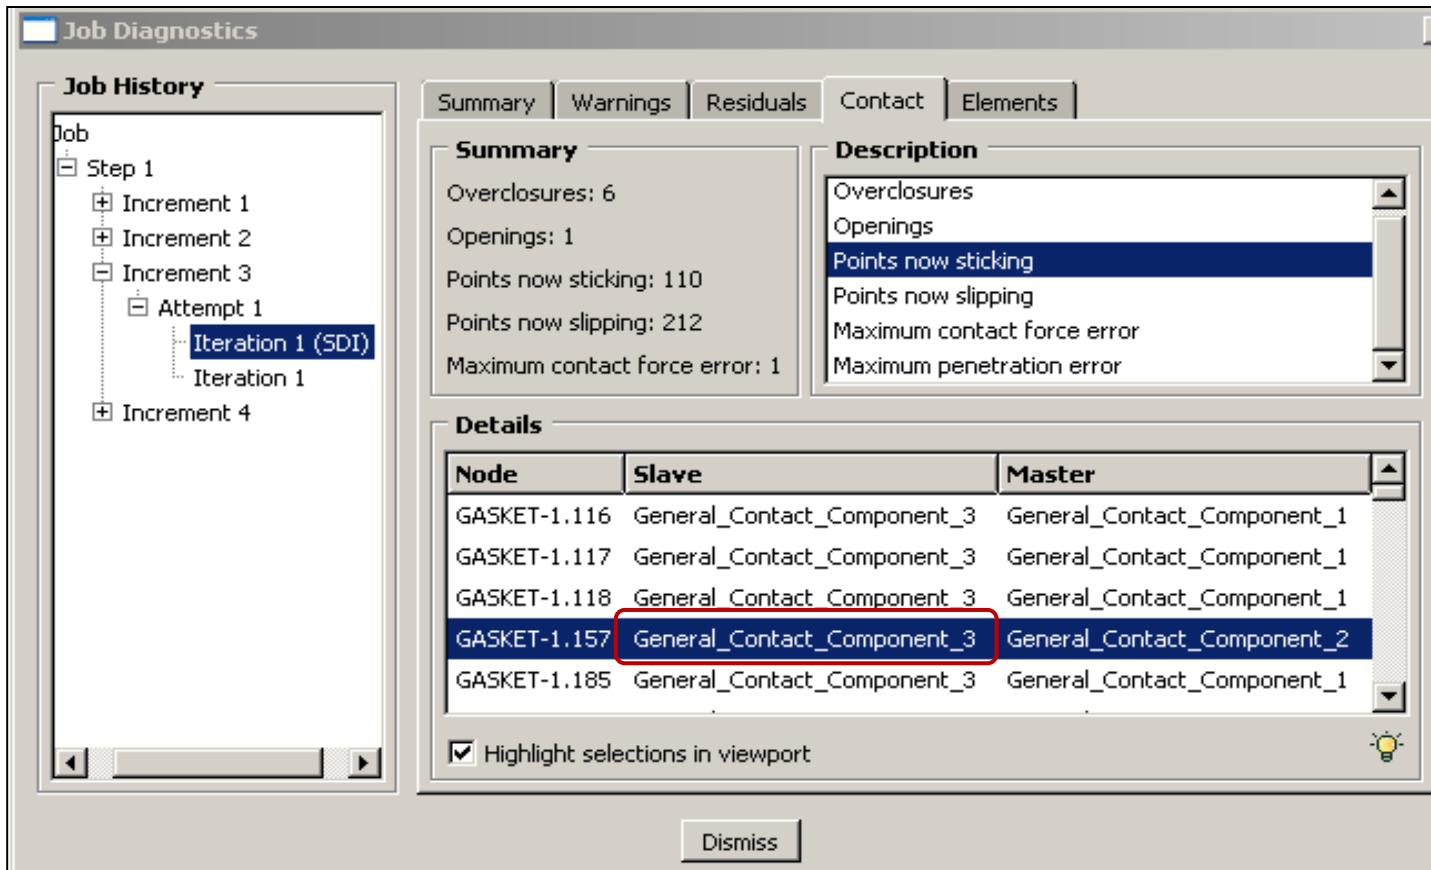 Job Diagnostics
Job History
Job
Step 1
Increment 1
Increment 2
Increment 3
Attempt 1
Iteration 1 (SDI)
Iteration 1
Increment 4
Summary Warnings Residuals Contact Elements
Summary
Overclosures: 6
Openings: 1
Points now sticking: 110
Points now slipping: 212
Maximum contact force error: 1
Description
Overclosures
Openings
Points now sticking
Points now slipping
Maximum contact force error
Maximum penetration error
Details
Node Slave Master
GASKET-1.116 General_Contact_Component_3 General_Contact_Component_1
GASKET-1.117 General_Contact_Component_3 General_Contact_Component_1
GASKET-1.118 General_Contact_Component_3 General_Contact_Component_1
GASKET-1.157 General_Contact_Component_3 General_Contact_Component_2
GASKET-1.185 General_Contact_Component_3 General_Contact_Component_1
Highlight selections in viewport
Dismiss